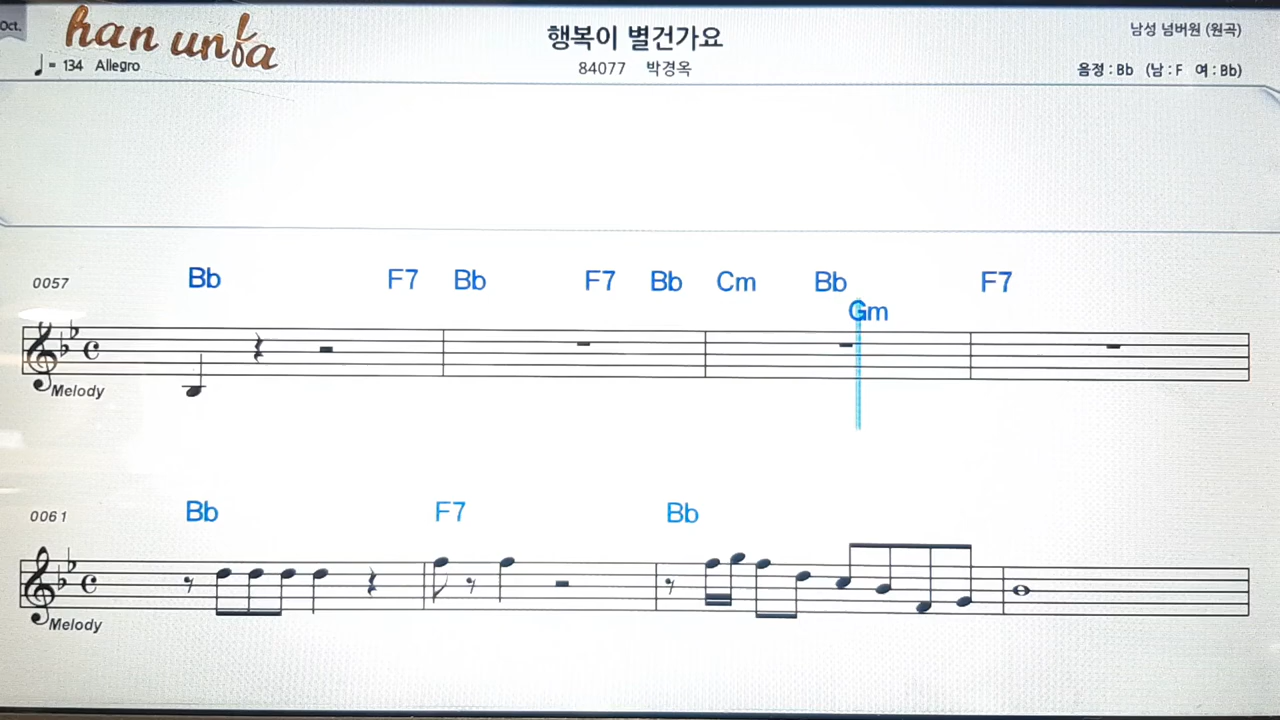 Oct.
han unfa
행복이 별건가요
남성 넘버원 (원곡)
♩= 134 Allegro
84077 박경옥
음정 : Bb (남 : F 여 : Bb)
0057
Bb F7 Bb F7 Bb Cm Bb F7
Gm
Melody
0061
Bb F7 Bb
Melody